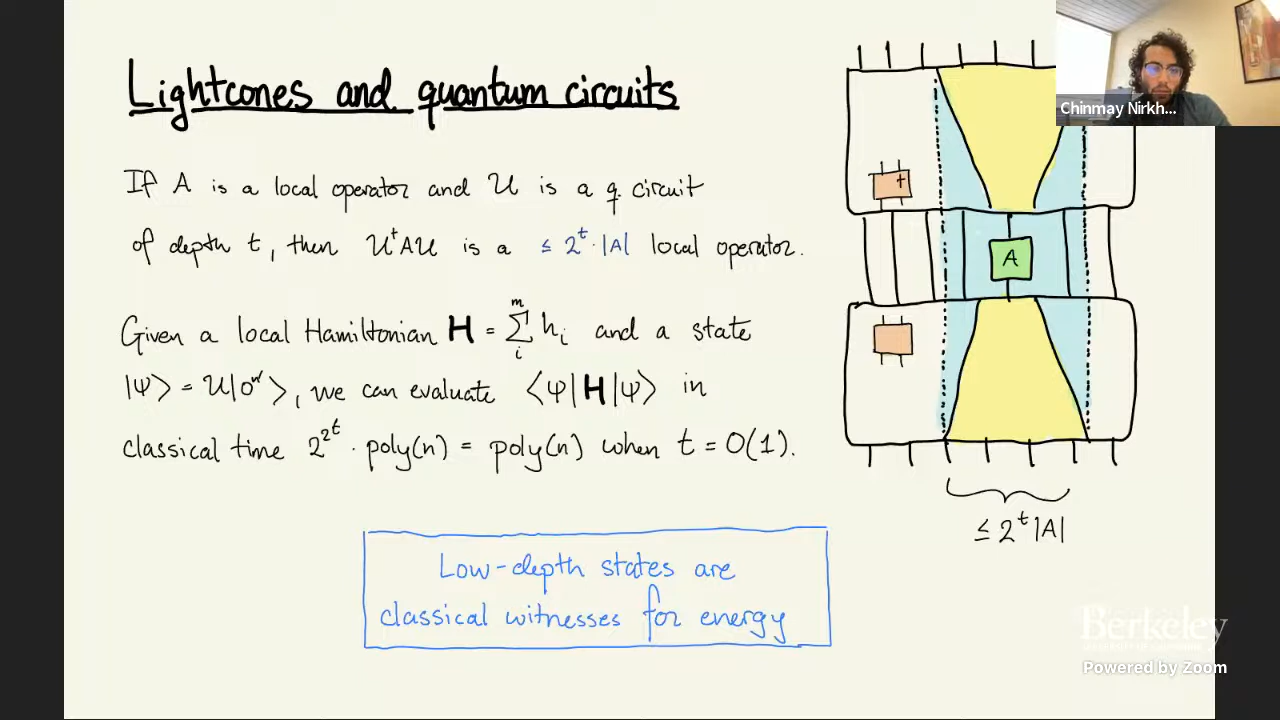 Lightcones and quantum circuits
If A is a local operator and U is a q circuit
of depth t, then U†AU is a ≤ 2^t · |A| local operator.
Given a local Hamiltonian H = Σ_i^m h_i and a state
|ψ⟩ = U|0^n'⟩, we can evaluate ⟨ψ|H|ψ⟩ in
classical time 2^{2^t} · poly(n) = poly(n) when t = O(1).
Low-depth states are
classical witnesses for energy
†
A
≤ 2^t |A|
Chinmay Nirkh...
Berkeley
Powered by Zoom